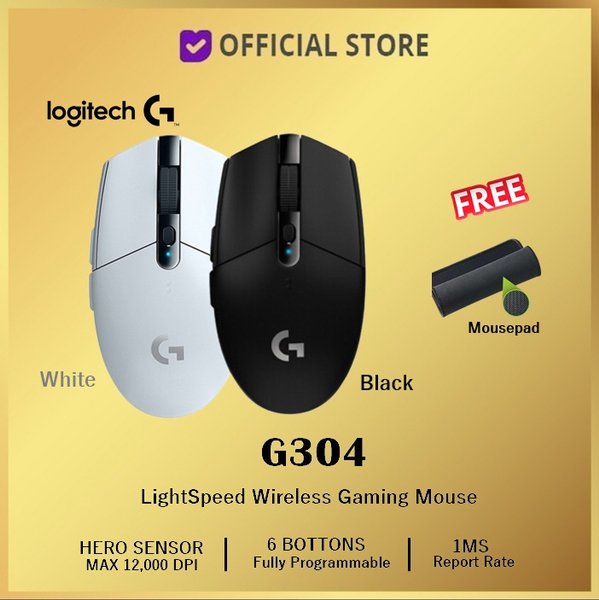 OFFICIAL STORE
logitech G
FREE
Mousepad
White
Black
G304
LightSpeed Wireless Gaming Mouse
HERO SENSOR
MAX 12,000 DPI
6 BOTTONS
Fully Programmable
1MS
Report Rate